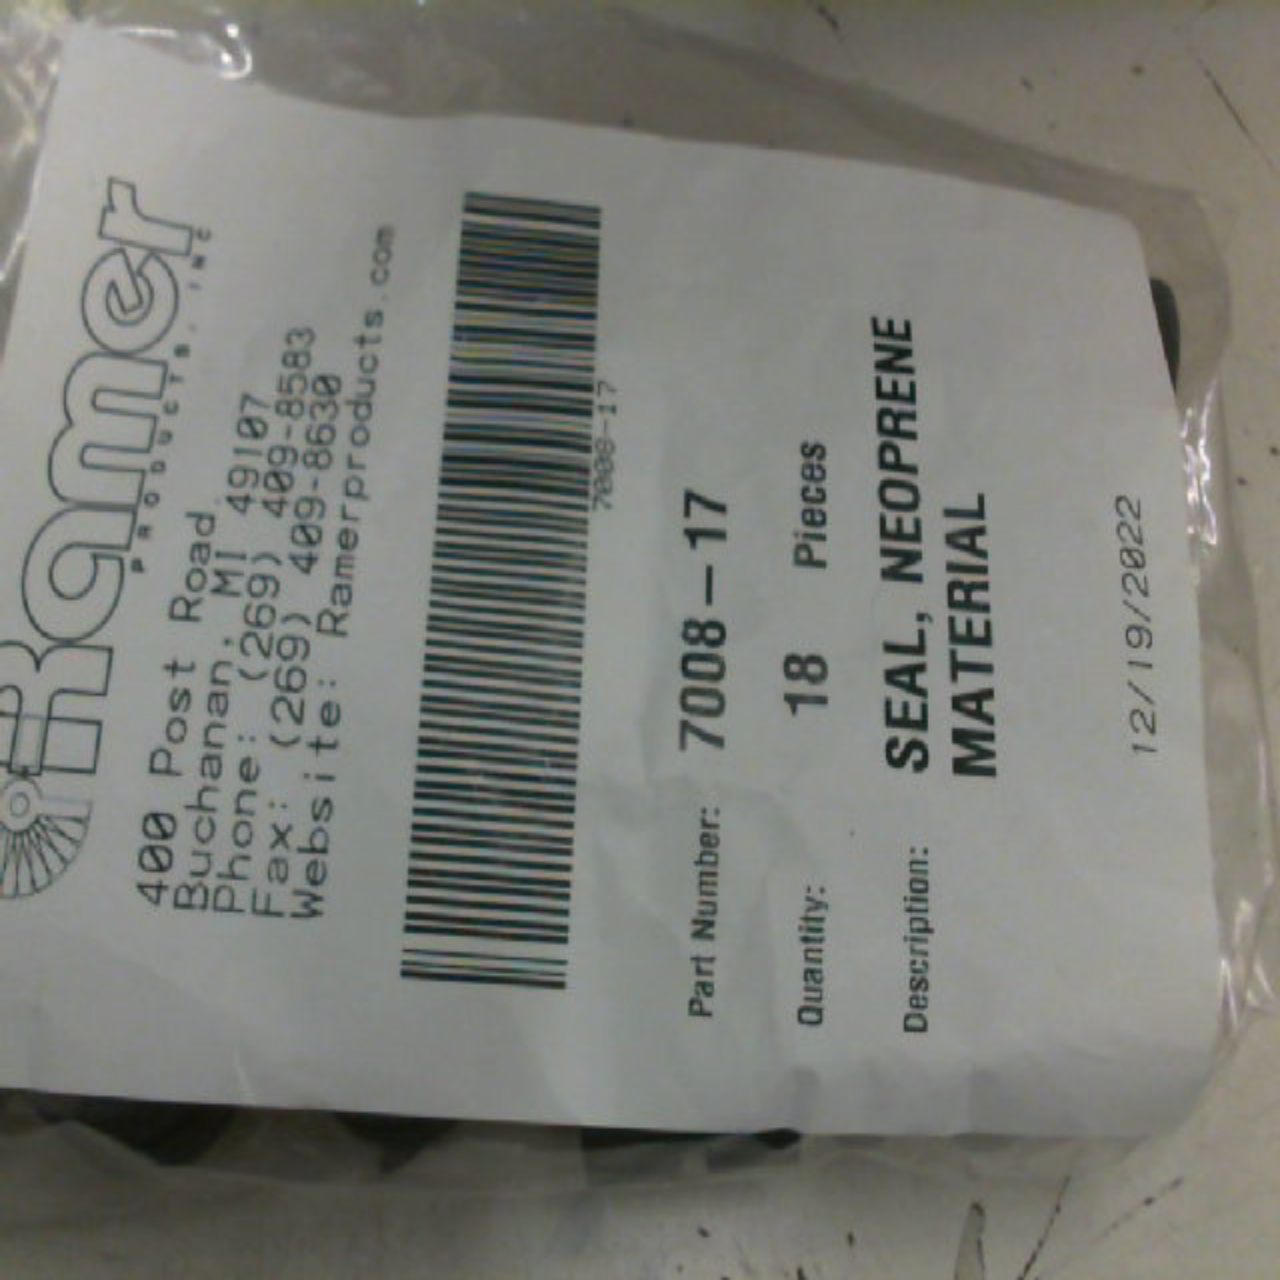 Ramer
PRODUCTS, INC
400 Post Road
Buchanan, MI 49107
Phone: (269) 409-8583
Fax: (269) 409-8630
Website: Ramerproducts.com
7008-17
Part Number: 7008-17
Quantity: 18 Pieces
Description: SEAL, NEOPRENE
MATERIAL
12/19/2022